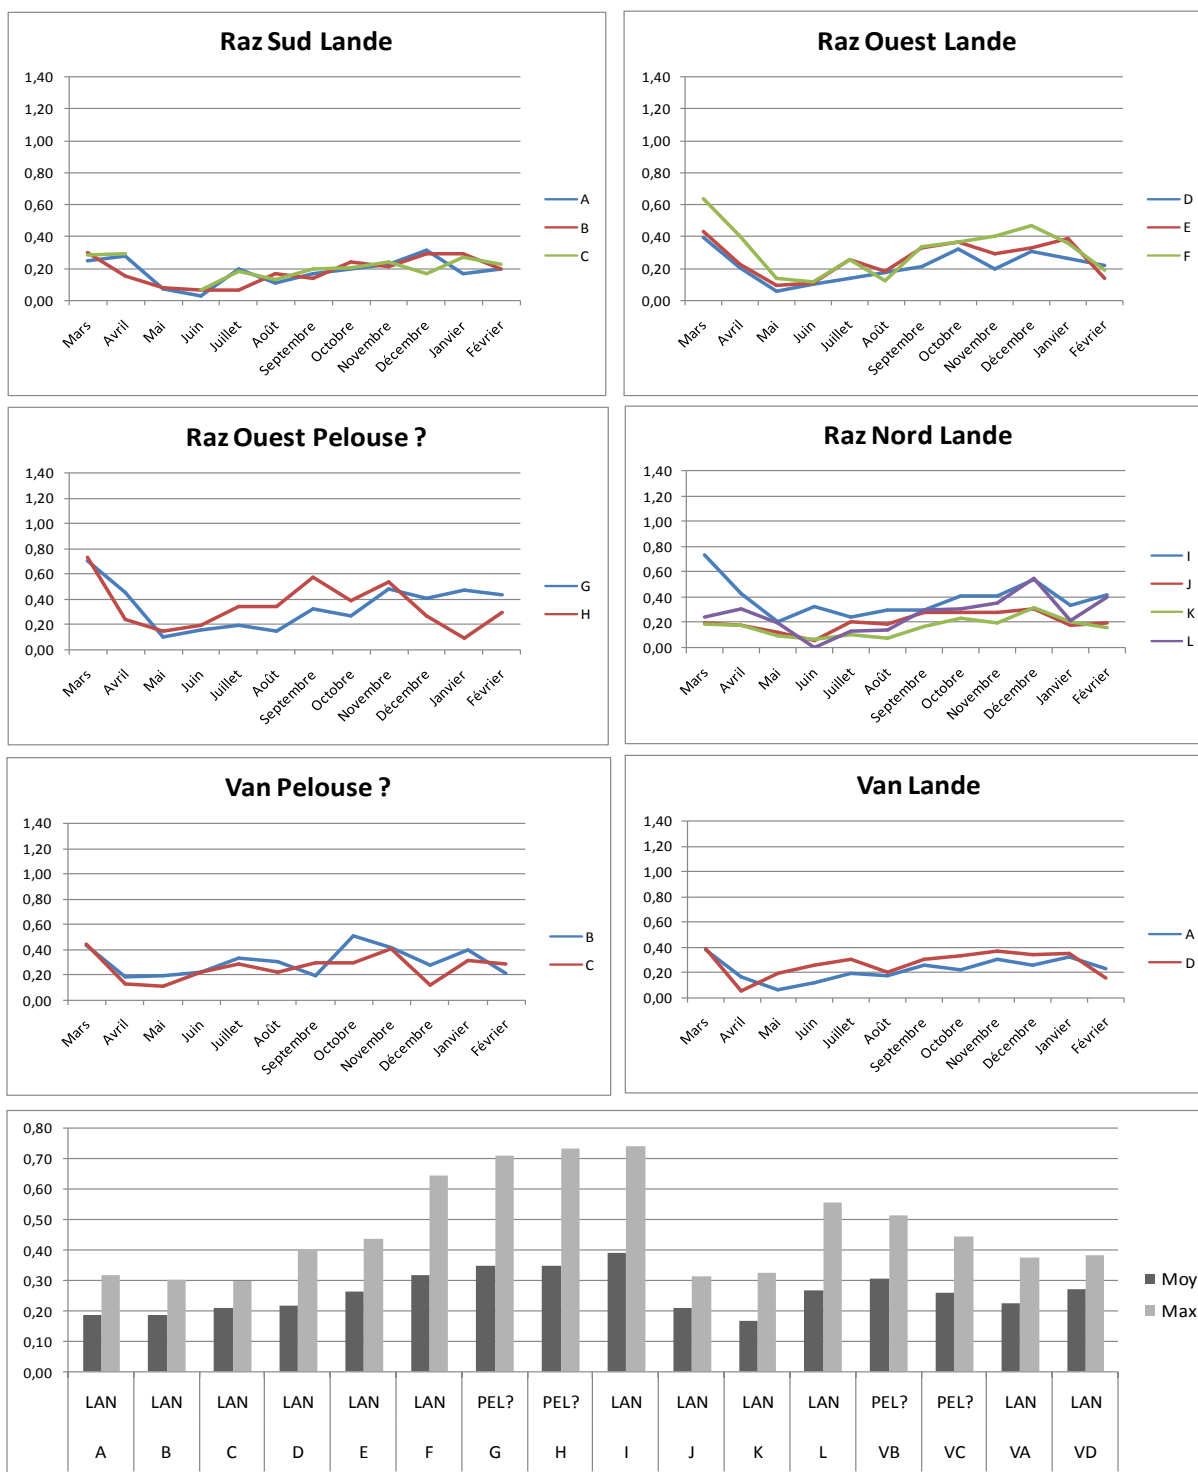 Raz Sud Lande
1,40
1,20
1,00
0,80
0,60
0,40
0,20
0,00
Mars Avril Mai Juin Juillet Août Septembre Octobre Novembre Décembre Janvier Février
A
B
C
Raz Ouest Lande
1,40
1,20
1,00
0,80
0,60
0,40
0,20
0,00
Mars Avril Mai Juin Juillet Août Septembre Octobre Novembre Décembre Janvier Février
D
E
F
Raz Ouest Pelouse ?
1,40
1,20
1,00
0,80
0,60
0,40
0,20
0,00
Mars Avril Mai Juin Juillet Août Septembre Octobre Novembre Décembre Janvier Février
G
H
Raz Nord Lande
1,40
1,20
1,00
0,80
0,60
0,40
0,20
0,00
Mars Avril Mai Juin Juillet Août Septembre Octobre Novembre Décembre Janvier Février
I
J
K
L
Van Pelouse ?
1,40
1,20
1,00
0,80
0,60
0,40
0,20
0,00
Mars Avril Mai Juin Juillet Août Septembre Octobre Novembre Décembre Janvier Février
B
C
Van Lande
1,40
1,20
1,00
0,80
0,60
0,40
0,20
0,00
Mars Avril Mai Juin Juillet Août Septembre Octobre Novembre Décembre Janvier Février
A
D
0,80
0,70
0,60
0,50
0,40
0,30
0,20
0,10
0,00
LAN LAN LAN LAN LAN LAN PEL? PEL? LAN LAN LAN LAN PEL? PEL? LAN LAN
A B C D E F G H I J K L VB VC VA VD
Moy
Max